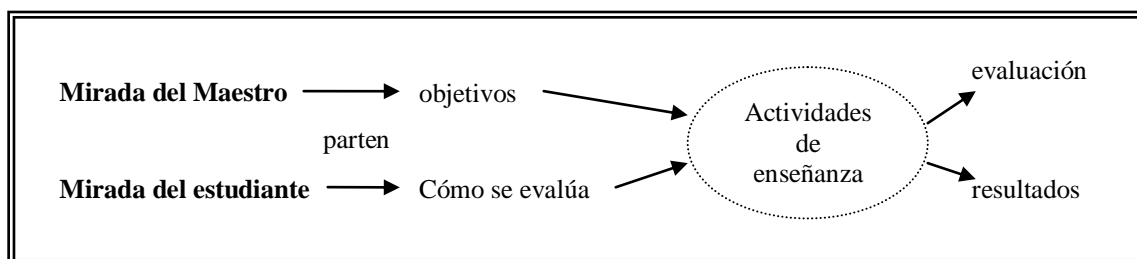 Mirada del Maestro
objetivos
parten
Mirada del estudiante
Cómo se evalúa
Actividades
de
enseñanza
evaluación
resultados